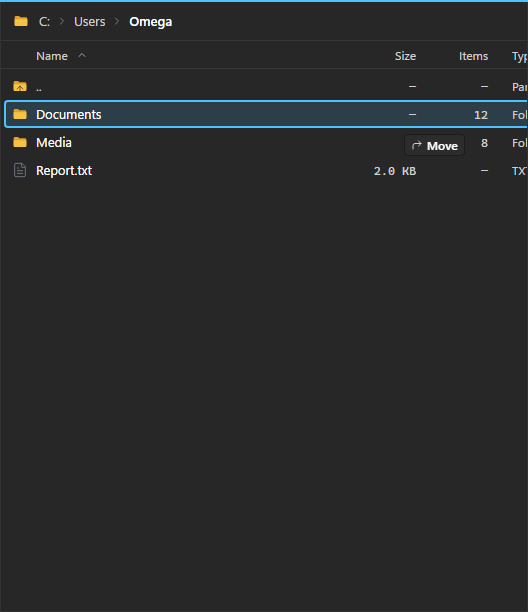 C: > Users > Omega
Name Size Items Typ
.. – – Par
Documents – 12 Fol
Media 8 Fol
Move
Report.txt 2.0 KB – TXT